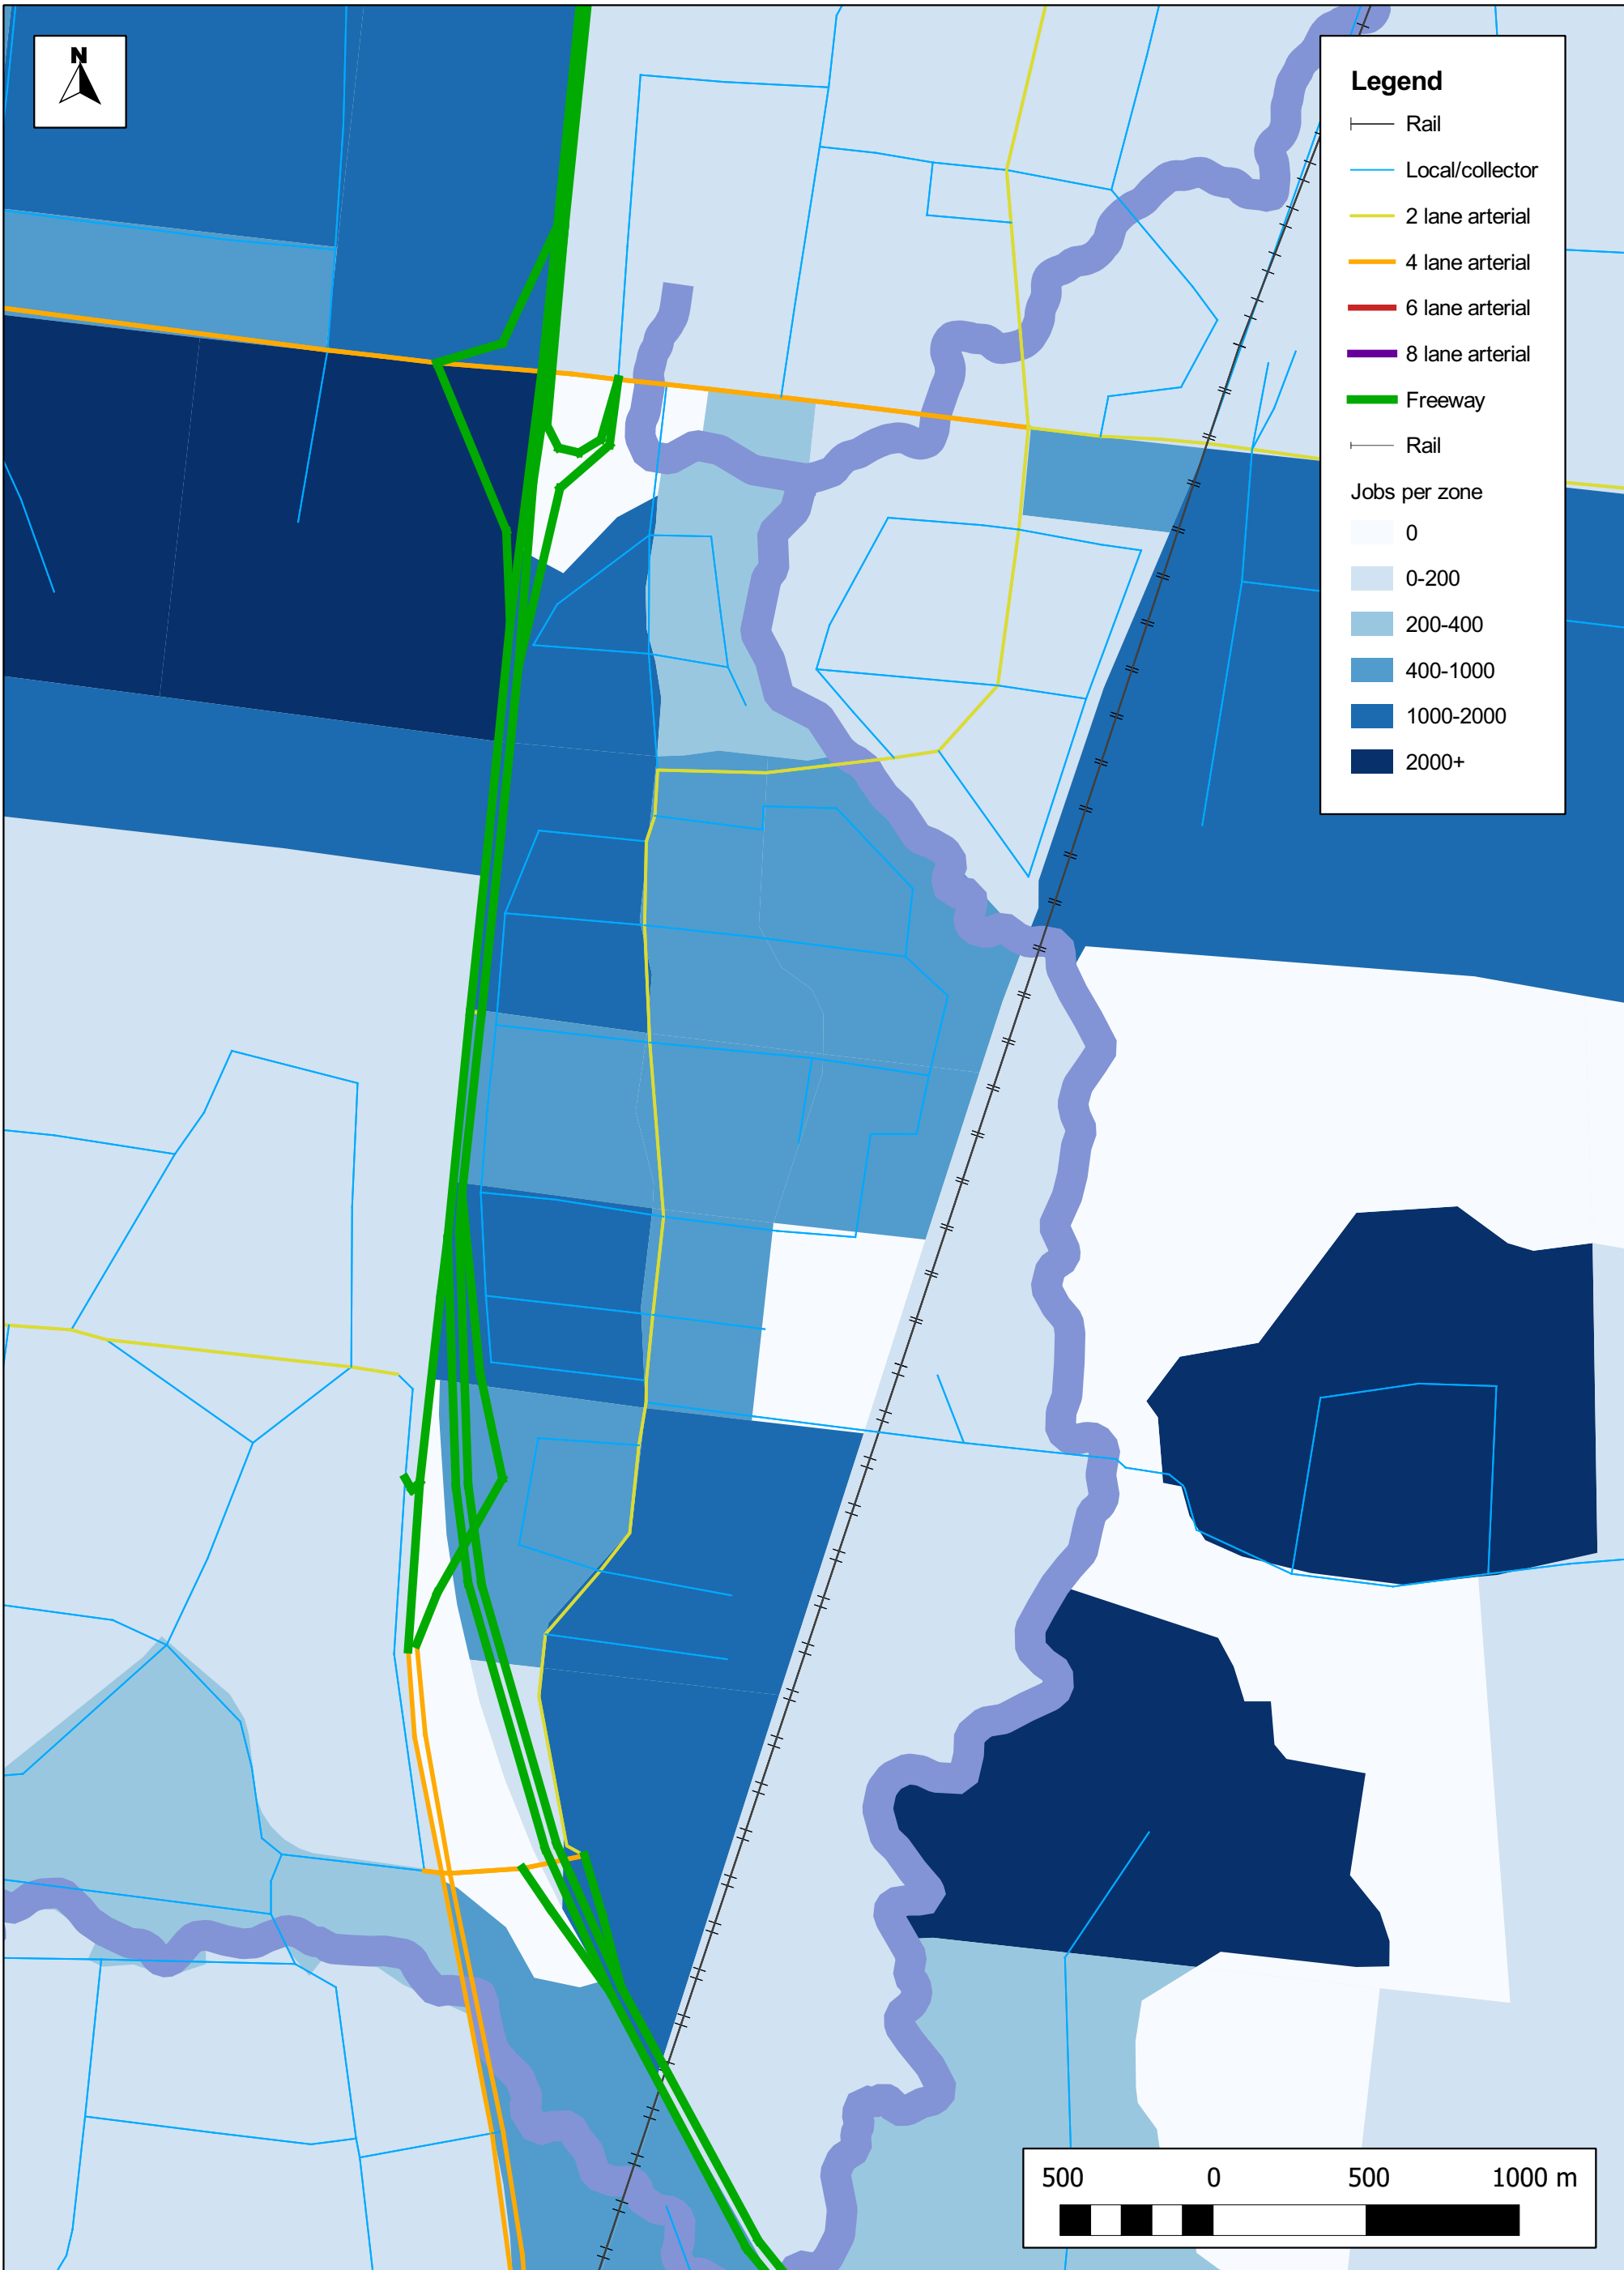 N
Legend
Rail
Local/collector
2 lane arterial
4 lane arterial
6 lane arterial
8 lane arterial
Freeway
Rail
Jobs per zone
0
0-200
200-400
400-1000
1000-2000
2000+
500 0 500 1000 m